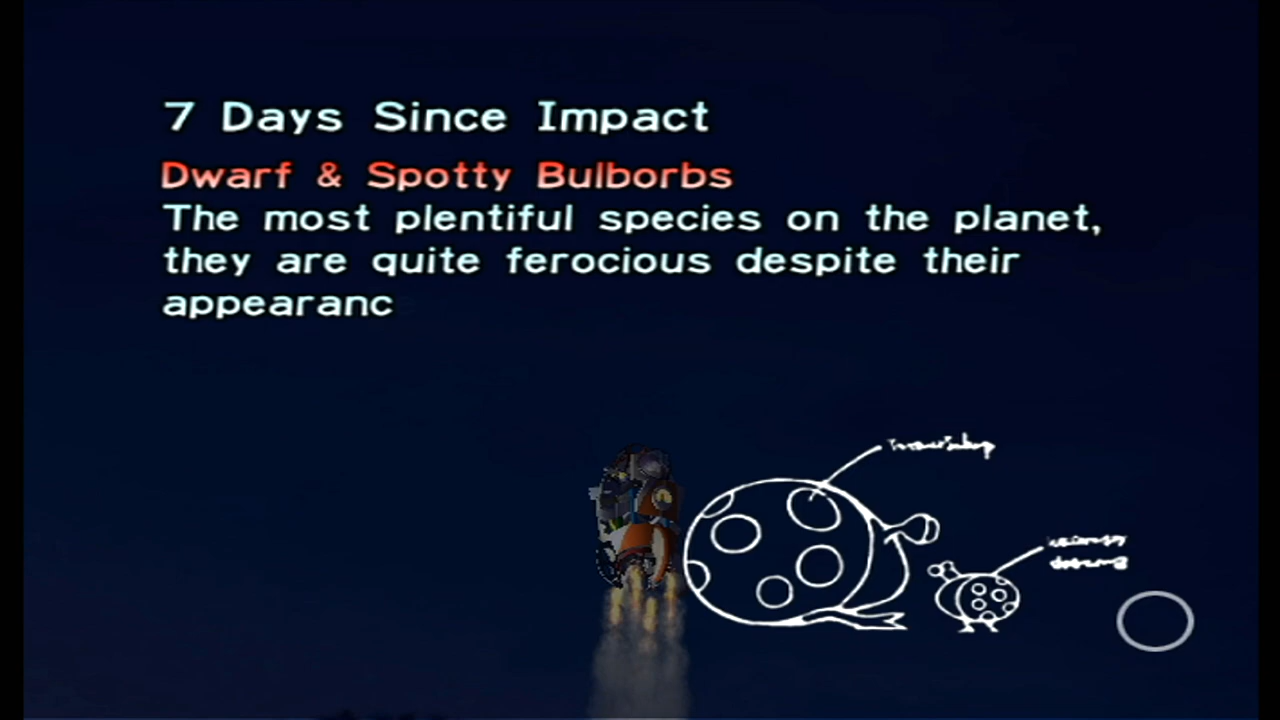 7 Days Since Impact
Dwarf & Spotty Bulborbs
The most plentiful species on the planet,
they are quite ferocious despite their
appearanc